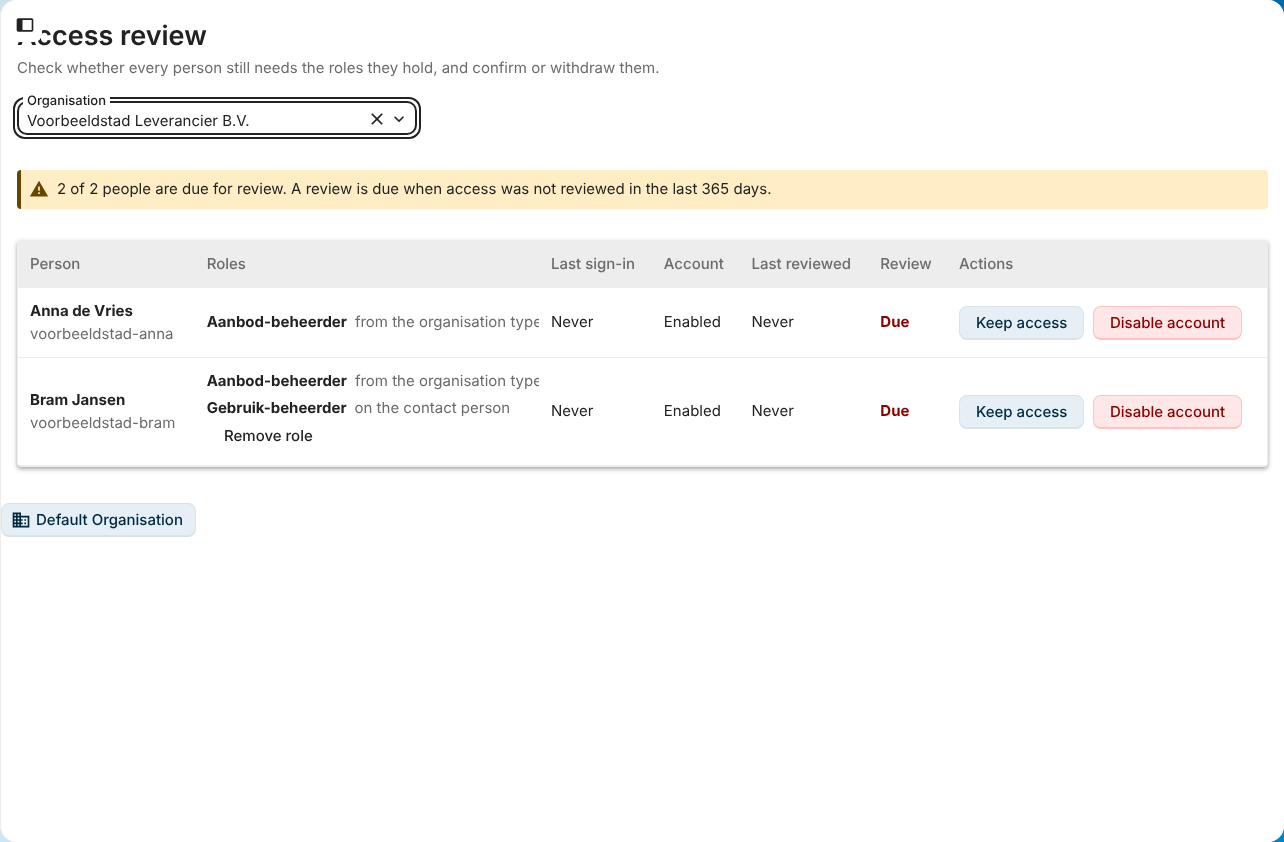 Access review
Check whether every person still needs the roles they hold, and confirm or withdraw them.
Organisation
Voorbeeldstad Leverancier B.V.
2 of 2 people are due for review. A review is due when access was not reviewed in the last 365 days.
Person Roles Last sign-in Account Last reviewed Review Actions
Anna de Vries
voorbeeldstad-anna
Aanbod-beheerder from the organisation type
Never Enabled Never Due Keep access Disable account
Bram Jansen
voorbeeldstad-bram
Aanbod-beheerder from the organisation type
Gebruik-beheerder on the contact person
Remove role
Never Enabled Never Due Keep access Disable account
Default Organisation